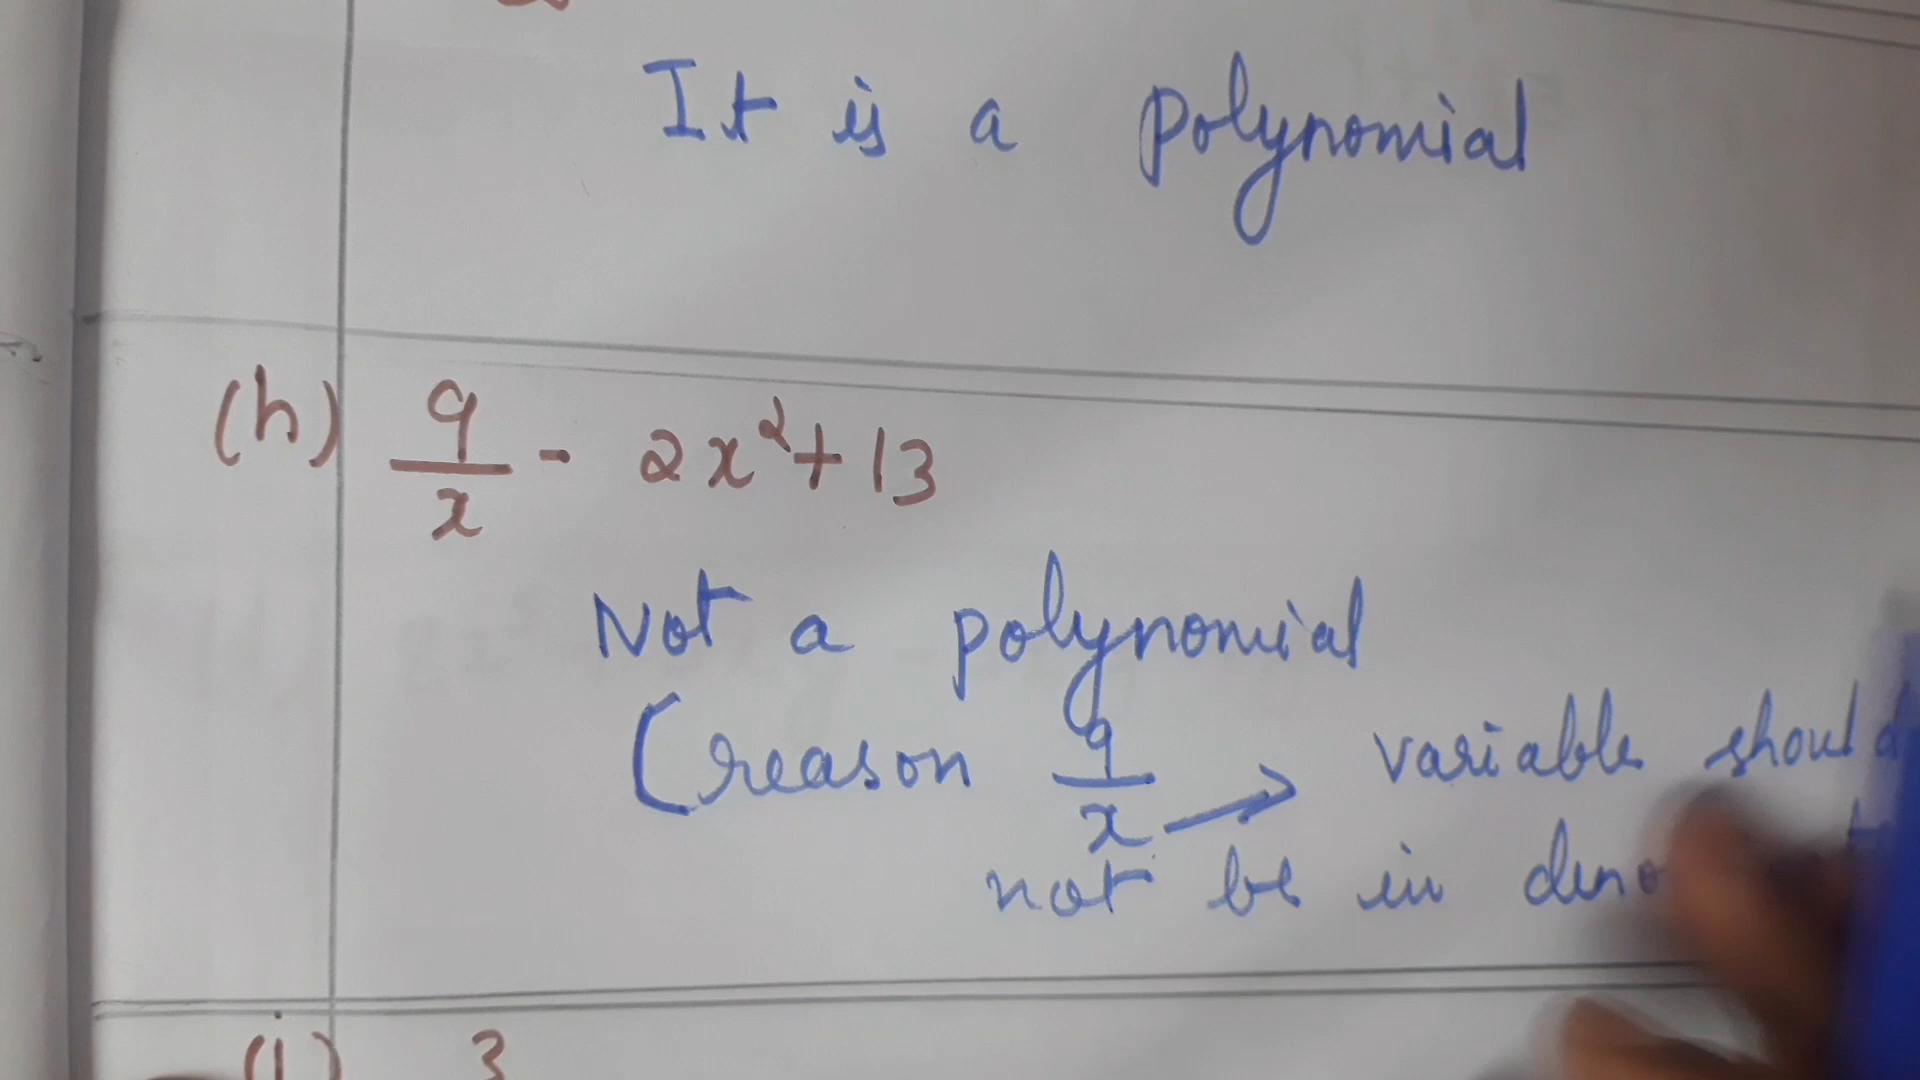 It is a polynomial
(h) 9/x - 2x² + 13
Not a polynomial
(reason 9/x → variable should
not be in
(i) 3